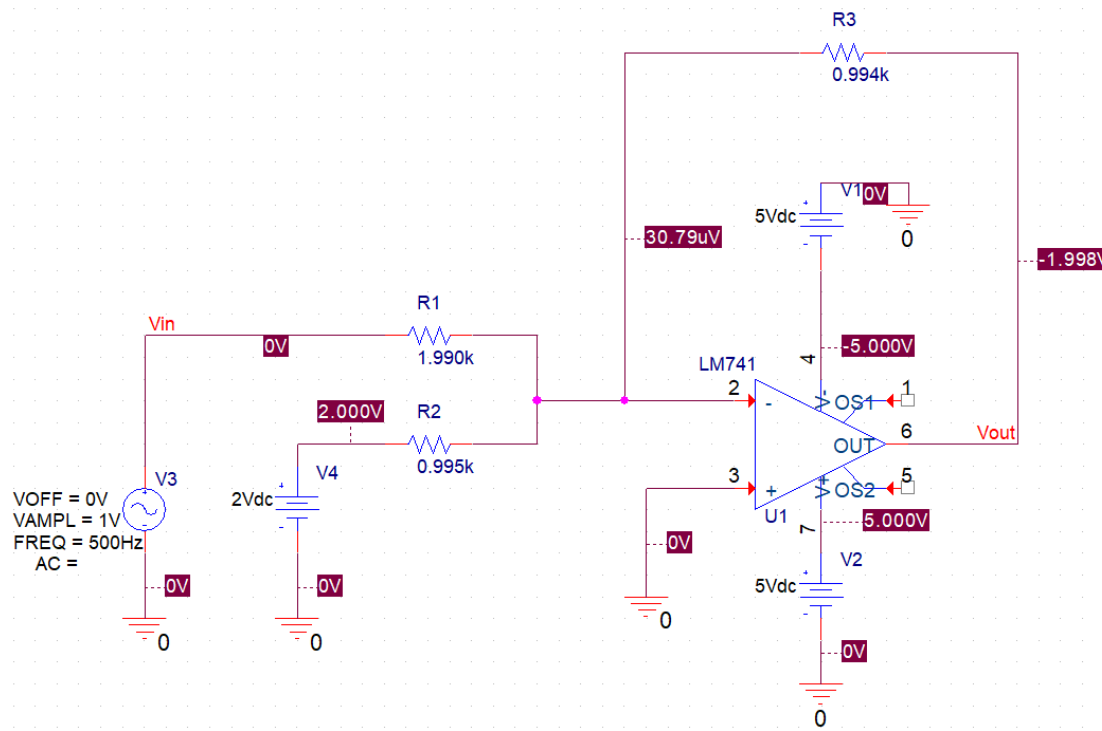 R3
0.994k
V1
0V
5Vdc
0
30.79uV
-1.998V
R1
Vin
0V
1.990k
-5.000V
4
LM741
2
-
V-
OS1
1
2.000V
R2
6
Vout
OUT
0.995k
V4
V3
2Vdc
3
+
V+
OS2
5
U1
VOFF = 0V
VAMPL = 1V
FREQ = 500Hz
AC =
5.000V
7
0V
V2
5Vdc
0V
0V
0
0V
0
0
0